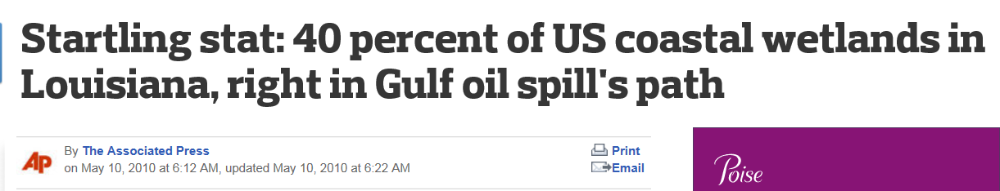 Startling stat: 40 percent of US coastal wetlands in
Louisiana, right in Gulf oil spill's path
AP
By The Associated Press
on May 10, 2010 at 6:12 AM, updated May 10, 2010 at 6:22 AM
Print
Email
Poise